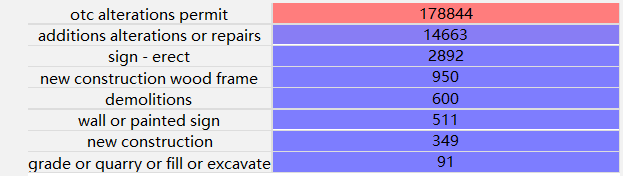 otc alterations permit 178844
additions alterations or repairs 14663
sign - erect 2892
new construction wood frame 950
demolitions 600
wall or painted sign 511
new construction 349
grade or quarry or fill or excavate 91